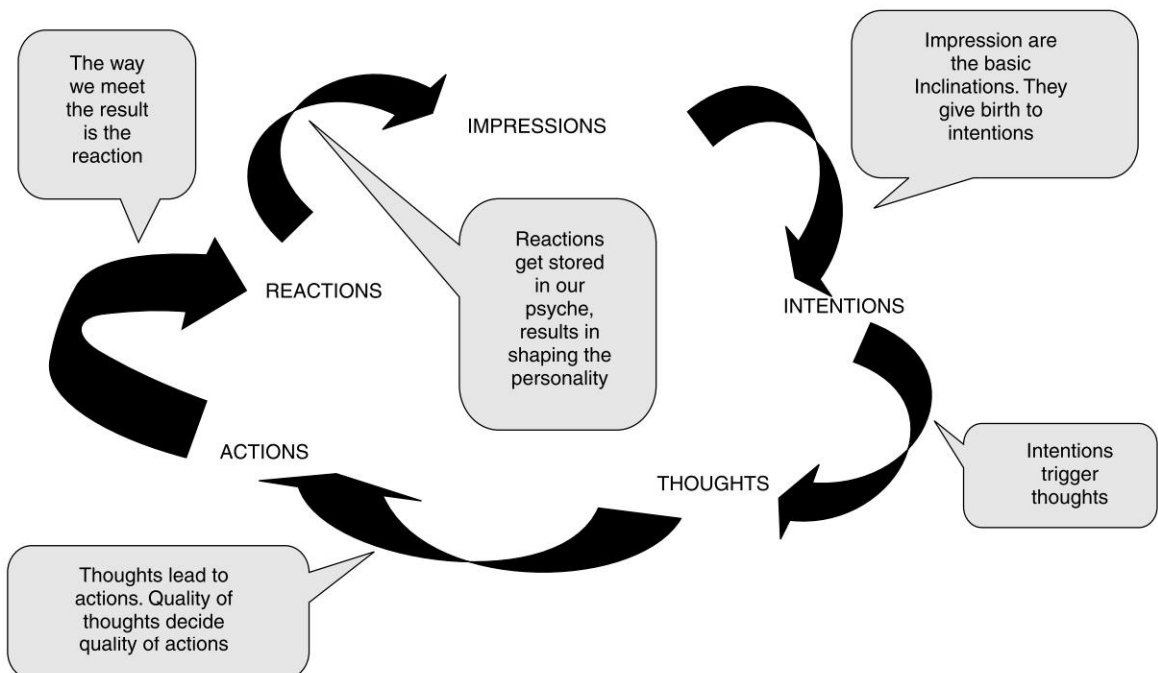 The way
we meet
the result
is the
reaction
IMPRESSIONS
Impression are
the basic
Inclinations. They
give birth to
intentions
Reactions
get stored
in our
psyche,
results in
shaping the
personality
REACTIONS
INTENTIONS
ACTIONS
THOUGHTS
Intentions
trigger
thoughts
Thoughts lead to
actions. Quality of
thoughts decide
quality of actions